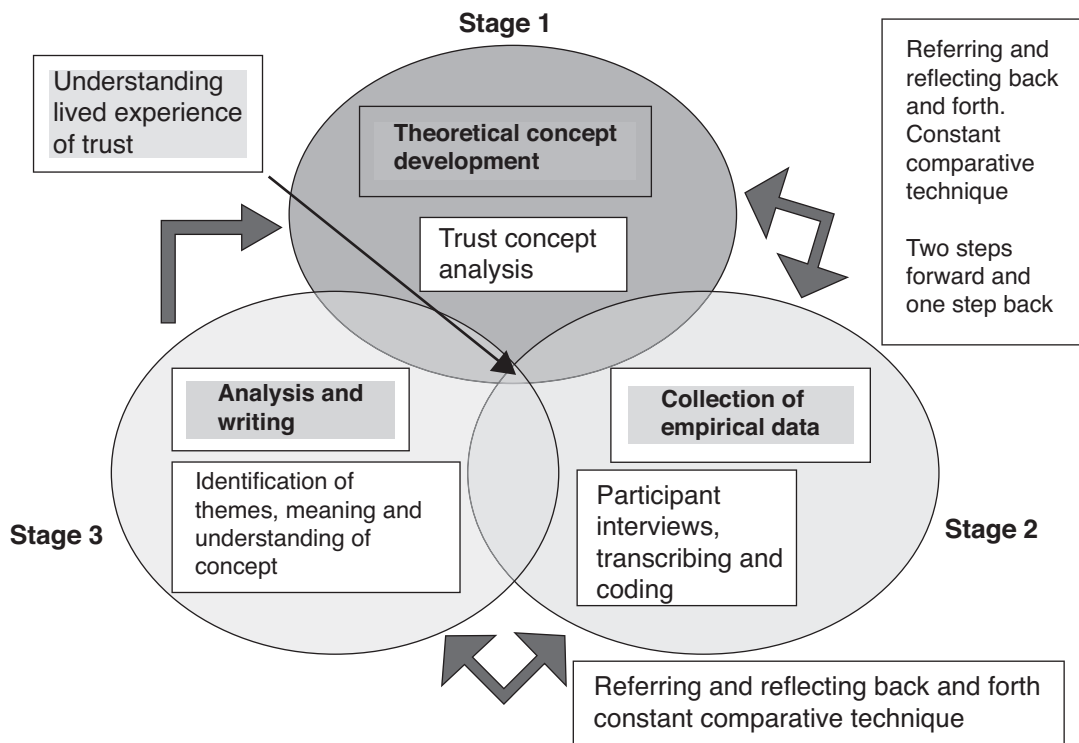 Stage 1
Understanding
lived experience
of trust
Theoretical concept
development
Trust concept
analysis
Referring and
reflecting back
and forth.
Constant
comparative
technique
Two steps
forward and
one step back
Analysis and
writing
Identification of
themes, meaning and
understanding of
concept
Stage 3
Collection of
empirical data
Participant
interviews,
transcribing and
coding
Stage 2
Referring and reflecting back and forth
constant comparative technique